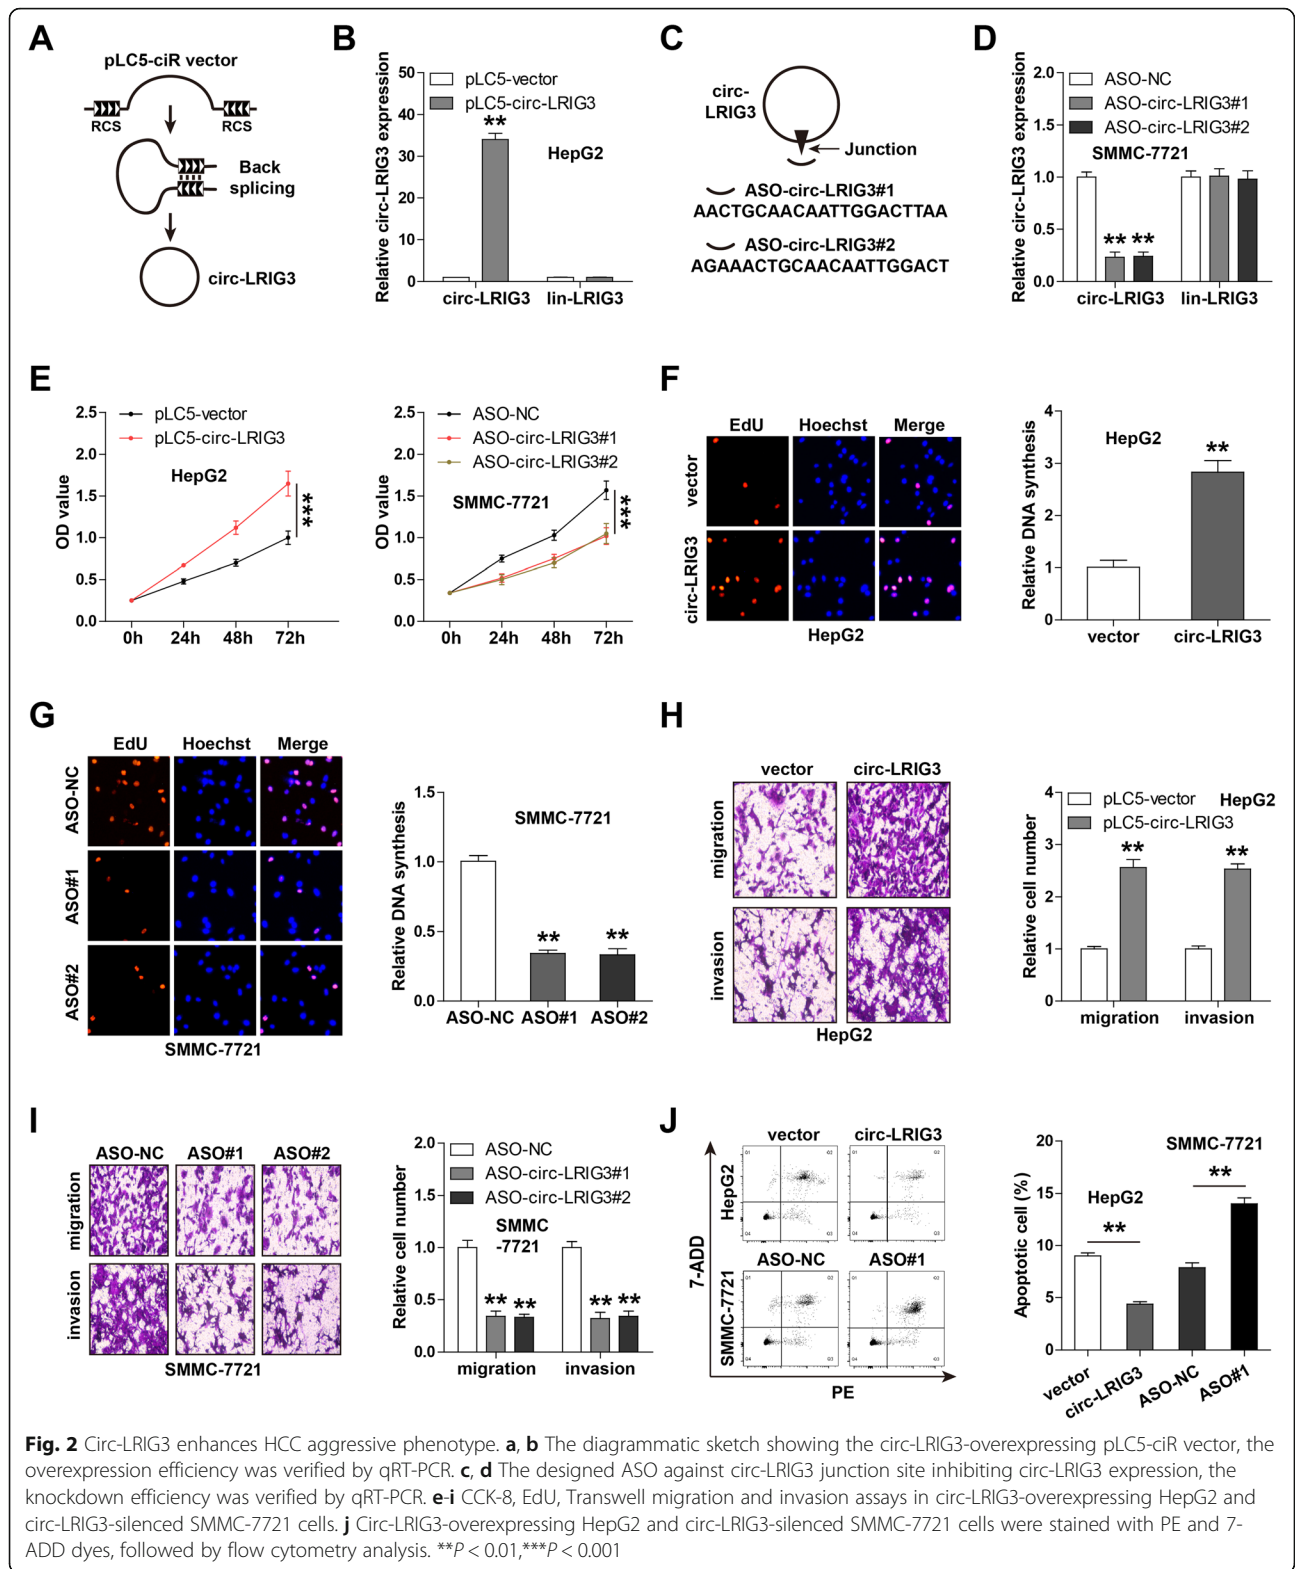 A
pLC5-ciR vector
RCS
RCS
Back
splicing
circ-LRIG3
B
Relative circ-LRIG3 expression
50
40
30
20
10
0
pLC5-vector
pLC5-circ-LRIG3
**
HepG2
circ-LRIG3
lin-LRIG3
C
circ-
LRIG3
Junction
ASO-circ-LRIG3#1
AACTGCAACAATTGGACTTAA
ASO-circ-LRIG3#2
AGAAACTGCAACAATTGGACT
D
Relative circ-LRIG3 expression
2.0
1.5
1.0
0.5
0.0
ASO-NC
ASO-circ-LRIG3#1
ASO-circ-LRIG3#2
SMMC-7721
** **
circ-LRIG3
lin-LRIG3
E
OD value
2.5
2.0
1.5
1.0
0.5
0.0
pLC5-vector
pLC5-circ-LRIG3
HepG2
***
0h 24h 48h 72h
OD value
2.5
2.0
1.5
1.0
0.5
0.0
ASO-NC
ASO-circ-LRIG3#1
ASO-circ-LRIG3#2
SMMC-7721
***
0h 24h 48h 72h
F
EdU Hoechst Merge
vector
circ-LRIG3
HepG2
Relative DNA synthesis
4
3
2
1
0
HepG2
**
vector circ-LRIG3
G
EdU Hoechst Merge
ASO-NC
ASO#1
ASO#2
SMMC-7721
Relative DNA synthesis
1.5
1.0
0.5
0.0
SMMC-7721
** **
ASO-NC ASO#1 ASO#2
H
vector circ-LRIG3
migration
invasion
HepG2
Relative cell number
4
3
2
1
0
pLC5-vector
pLC5-circ-LRIG3
HepG2
** **
migration invasion
I
ASO-NC ASO#1 ASO#2
migration
invasion
SMMC-7721
Relative cell number
2.0
1.5
1.0
0.5
0.0
ASO-NC
ASO-circ-LRIG3#1
ASO-circ-LRIG3#2
SMMC
-7721
** ** ** **
migration invasion
J
7-ADD
vector circ-LRIG3
HepG2
Q1 Q2
Q4 Q3
Q1 Q2
Q4 Q3
ASO-NC ASO#1
SMMC-7721
Q1 Q2
Q4 Q3
Q1 Q2
Q4 Q3
PE
Apoptotic cell (%)
20
15
10
5
0
SMMC-7721
**
HepG2
**
vector circ-LRIG3 ASO-NC ASO#1
Fig. 2 Circ-LRIG3 enhances HCC aggressive phenotype. a, b The diagrammatic sketch showing the circ-LRIG3-overexpressing pLC5-ciR vector, the
overexpression efficiency was verified by qRT-PCR. c, d The designed ASO against circ-LRIG3 junction site inhibiting circ-LRIG3 expression, the
knockdown efficiency was verified by qRT-PCR. e-i CCK-8, EdU, Transwell migration and invasion assays in circ-LRIG3-overexpressing HepG2 and
circ-LRIG3-silenced SMMC-7721 cells. j Circ-LRIG3-overexpressing HepG2 and circ-LRIG3-silenced SMMC-7721 cells were stained with PE and 7-
ADD dyes, followed by flow cytometry analysis. **P < 0.01,***P < 0.001